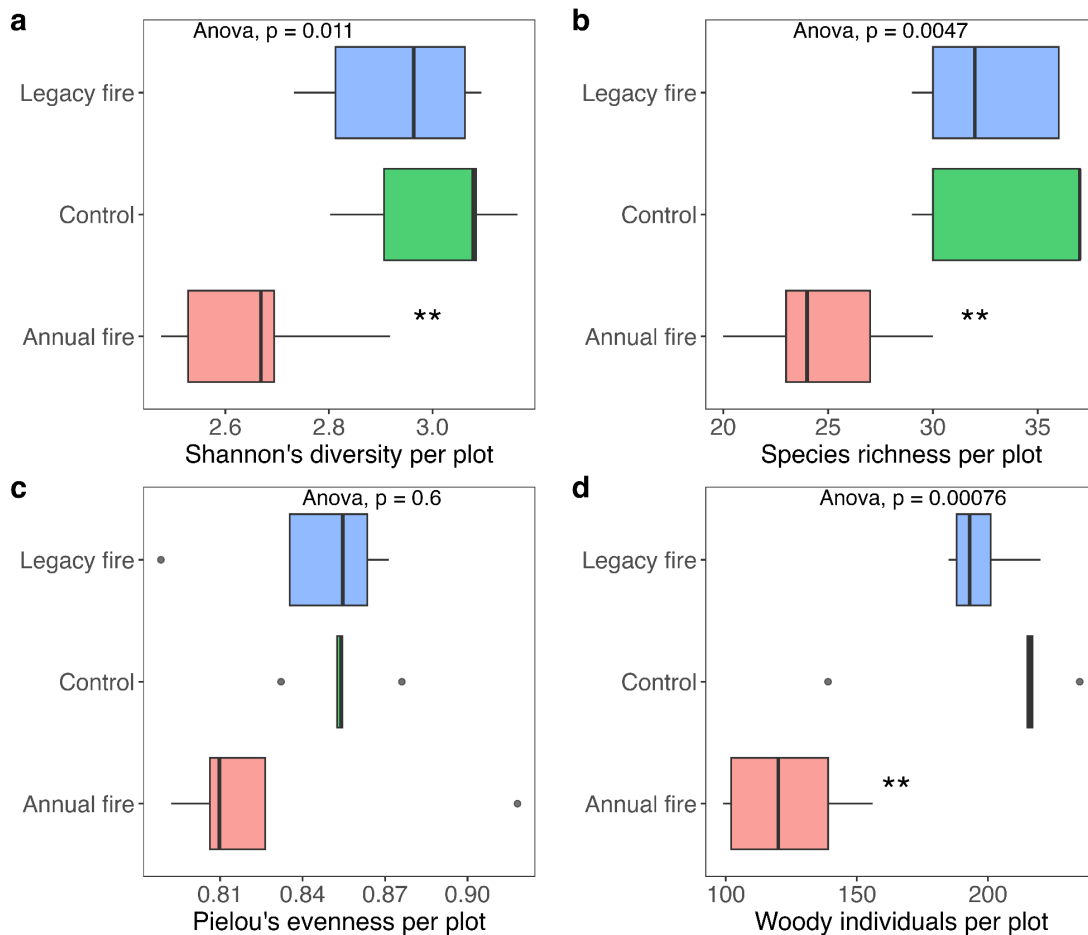 a
Anova, p = 0.011
Legacy fire
Control
Annual fire
**
2.6 2.8 3.0
Shannon's diversity per plot
b
Anova, p = 0.0047
Legacy fire
Control
Annual fire
**
20 25 30 35
Species richness per plot
c
Anova, p = 0.6
Legacy fire
Control
Annual fire
0.81 0.84 0.87 0.90
Pielou's evenness per plot
d
Anova, p = 0.00076
Legacy fire
Control
Annual fire
**
100 150 200
Woody individuals per plot